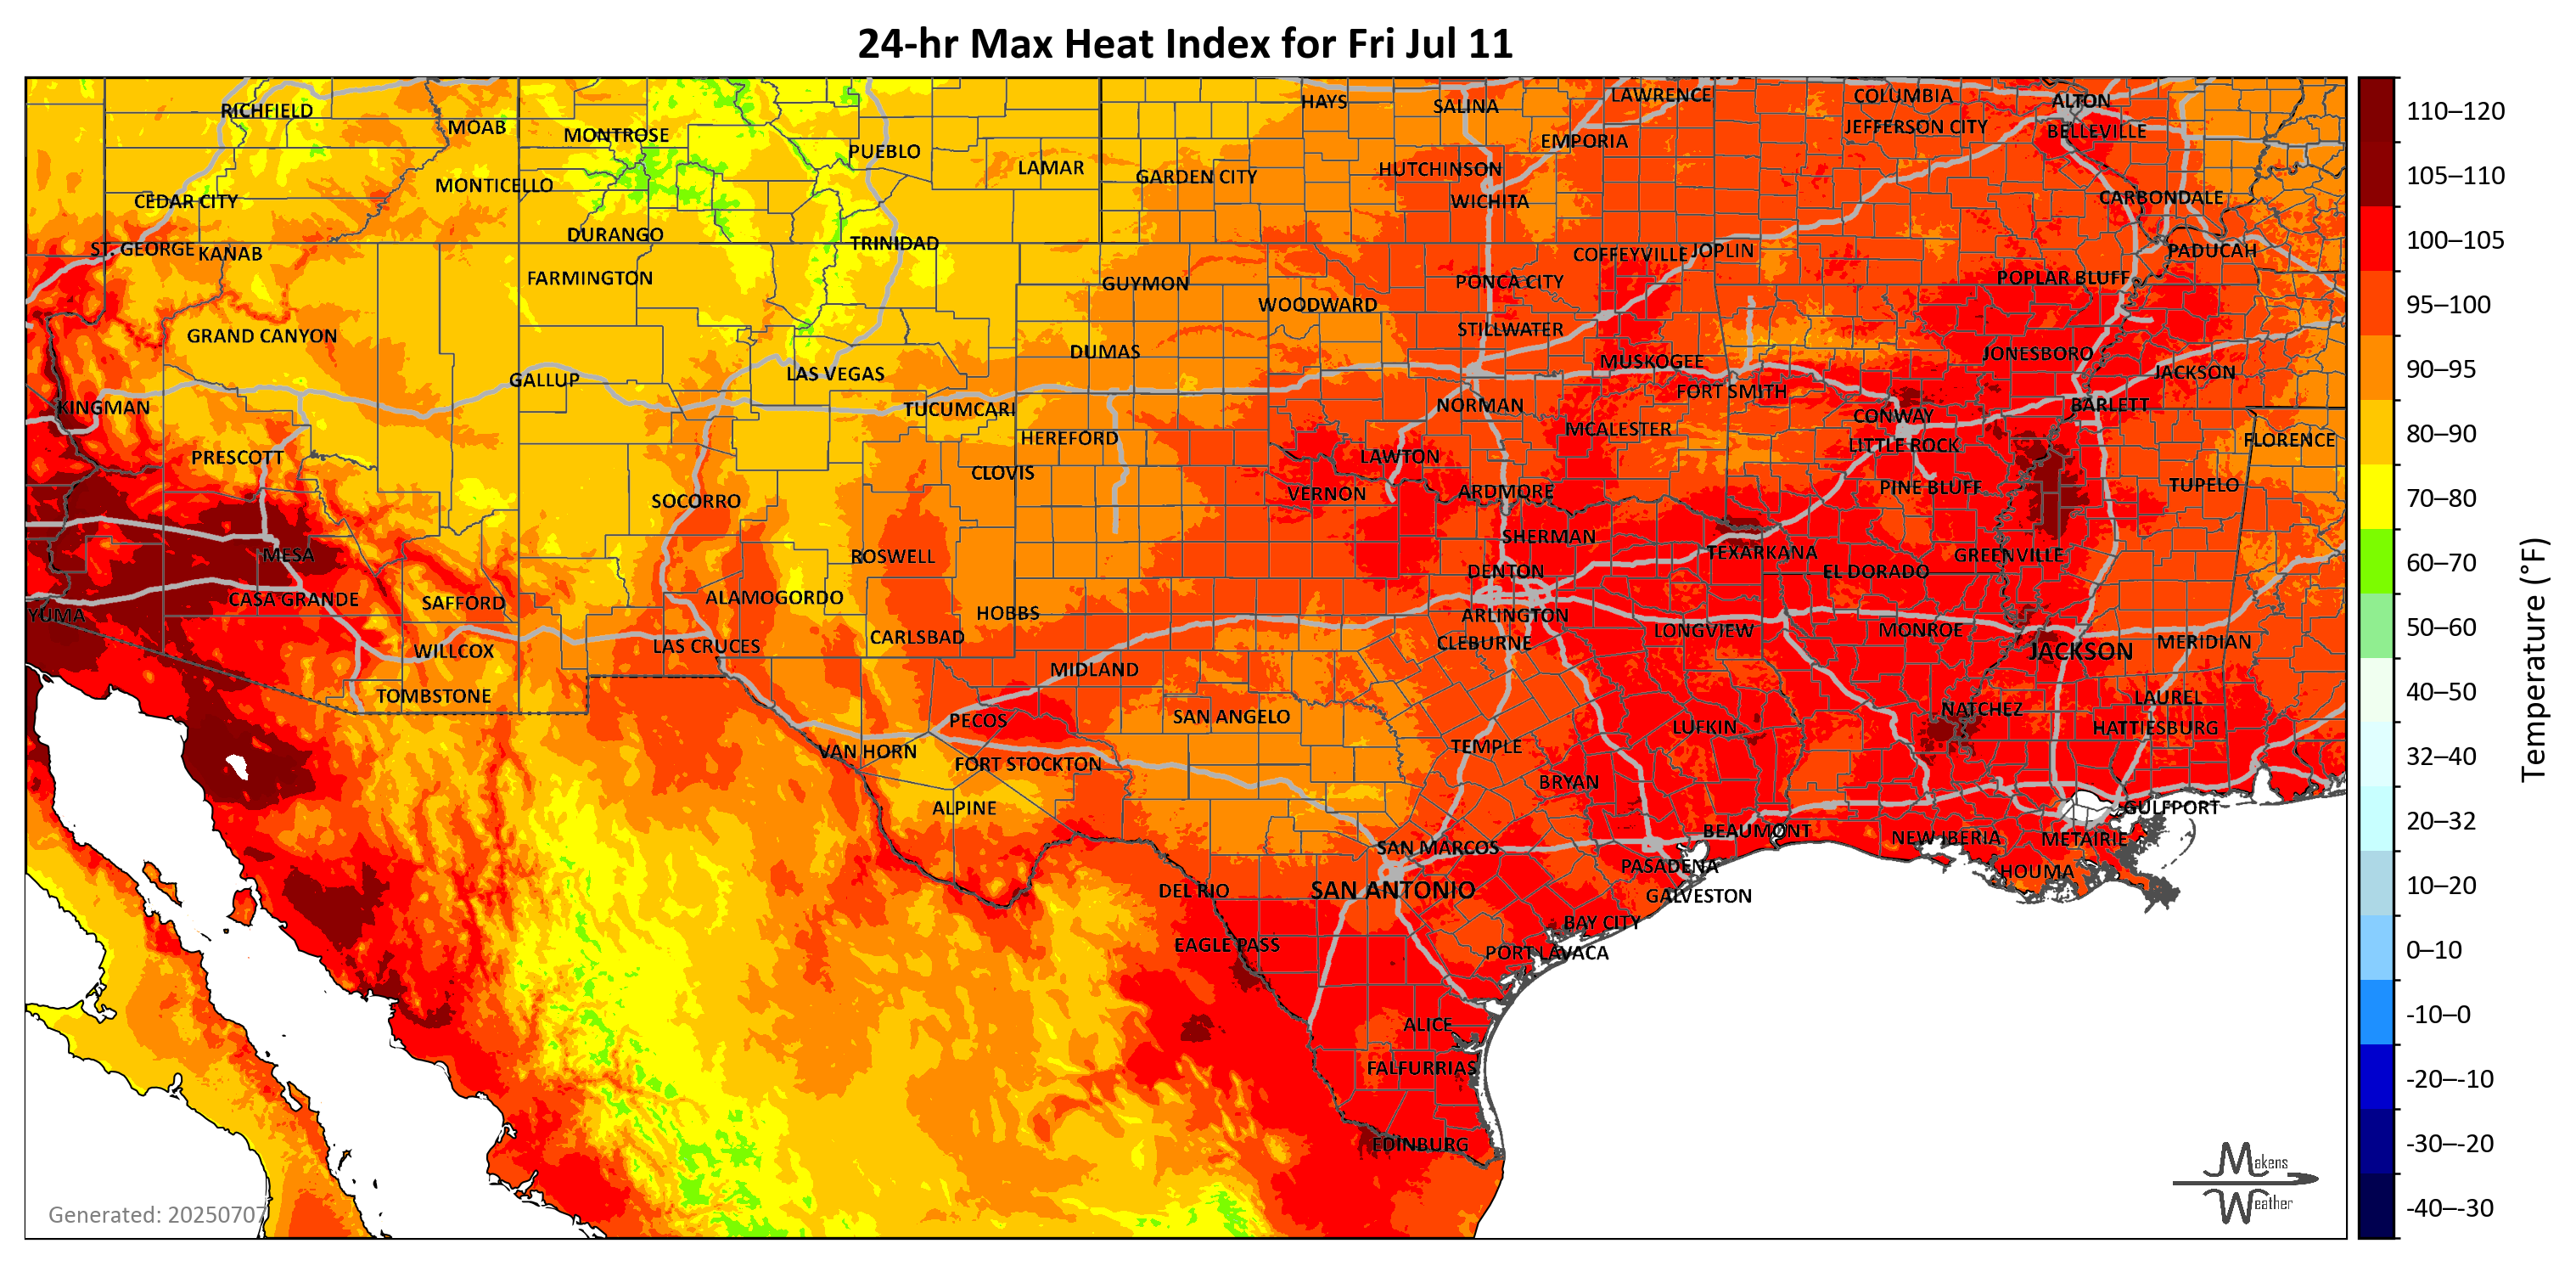 24-hr Max Heat Index for Fri Jul 11
RICHFIELD
MOAB
MONTROSE
PUEBLO
LAMAR
GARDEN CITY
HAYS
SALINA
LAWRENCE
EMPORIA
COLUMBIA
JEFFERSON CITY
ALTON
BELLEVILLE
HUTCHINSON
WICHITA
MONTICELLO
CEDAR CITY
CARBONDALE
DURANGO
TRINIDAD
ST. GEORGE
KANAB
COFFEYVILLE
JOPLIN
PADUCAH
FARMINGTON
GUYMON
PONCA CITY
POPLAR BLUFF
WOODWARD
GRAND CANYON
STILLWATER
DUMAS
MUSKOGEE
JONESBORO
GALLUP
LAS VEGAS
FORT SMITH
JACKSON
KINGMAN
TUCUMCARI
NORMAN
BARLETT
CONWAY
HEREFORD
MCALESTER
LITTLE ROCK
FLORENCE
PRESCOTT
CLOVIS
LAWTON
VERNON
ARDMORE
PINE BLUFF
TUPELO
SOCORRO
SHERMAN
MESA
ROSWELL
TEXARKANA
GREENVILLE
DENTON
EL DORADO
CASA GRANDE
SAFFORD
ALAMOGORDO
HOBBS
YUMA
ARLINGTON
CARLSBAD
CLEBURNE
LONGVIEW
MONROE
LAS CRUCES
WILLCOX
JACKSON
MERIDIAN
MIDLAND
TOMBSTONE
LAUREL
PECOS
SAN ANGELO
NATCHEZ
LUFKIN
HATTIESBURG
VAN HORN
TEMPLE
FORT STOCKTON
BRYAN
ALPINE
GULFPORT
BEAUMONT
NEW IBERIA
METAIRIE
SAN MARCOS
PASADENA
HOUMA
DEL RIO
SAN ANTONIO
GALVESTON
BAY CITY
EAGLE PASS
PORT LAVACA
ALICE
FALFURRIAS
EDINBURG
Generated: 20250707
Makens
Weather
110–120
105–110
100–105
95–100
90–95
80–90
70–80
60–70
50–60
40–50
32–40
20–32
10–20
0–10
-10–0
-20–-10
-30–-20
-40–-30
Temperature (°F)